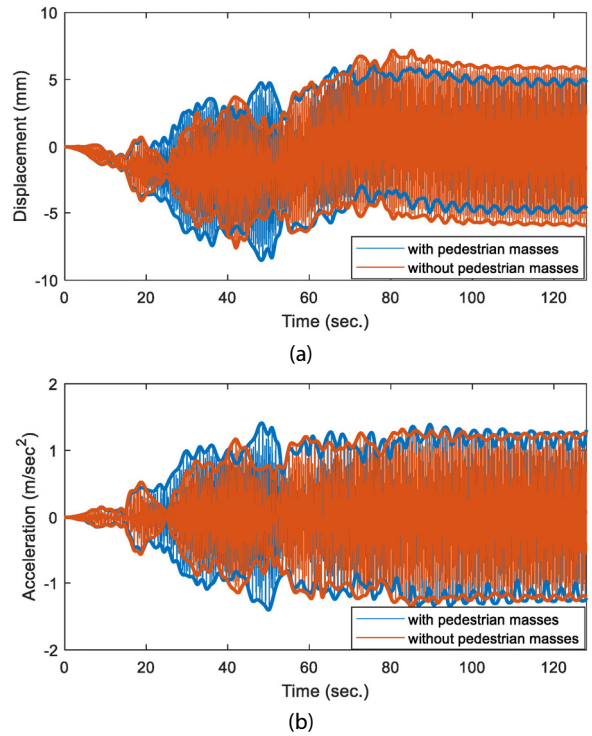 10
5
0
-5
-10
Displacement (mm)
with pedestrian masses
without pedestrian masses
0 20 40 60 80 100 120
Time (sec.)
(a)
2
1
0
-1
-2
Acceleration (m/sec²)
with pedestrian masses
without pedestrian masses
0 20 40 60 80 100 120
Time (sec.)
(b)